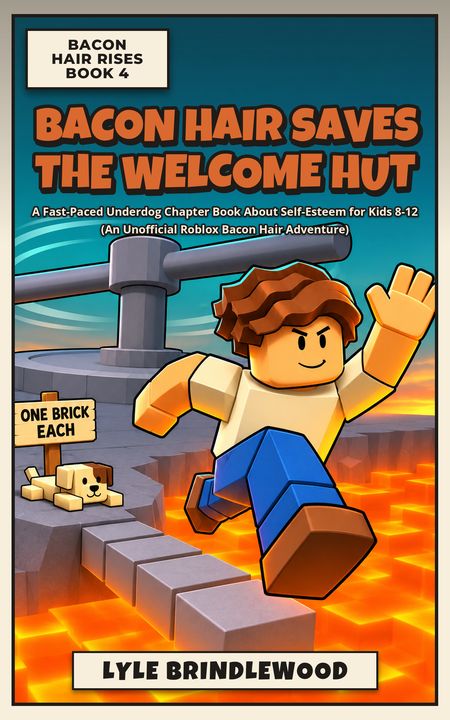 BACON
HAIR RISES
BOOK 4
BACON HAIR SAVES
THE WELCOME HUT
A Fast-Paced Underdog Chapter Book About Self-Esteem for Kids 8-12
(An Unofficial Roblox Bacon Hair Adventure)
ONE BRICK
EACH
LYLE BRINDLEWOOD